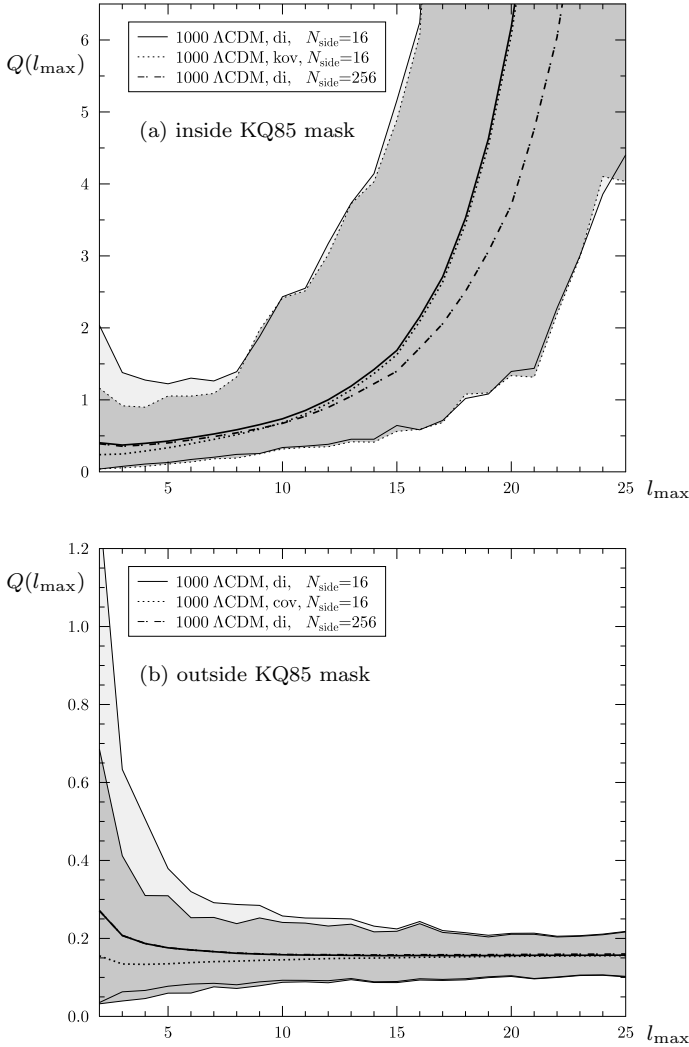 6
5
4
3
2
1
0
Q(lmax)
1000 ΛCDM, di, Nside=16
1000 ΛCDM, kov, Nside=16
1000 ΛCDM, di, Nside=256
(a) inside KQ85 mask
5 10 15 20 25 lmax
1.2
1.0
0.8
0.6
0.4
0.2
0.0
Q(lmax)
1000 ΛCDM, di, Nside=16
1000 ΛCDM, cov, Nside=16
1000 ΛCDM, di, Nside=256
(b) outside KQ85 mask
5 10 15 20 25 lmax